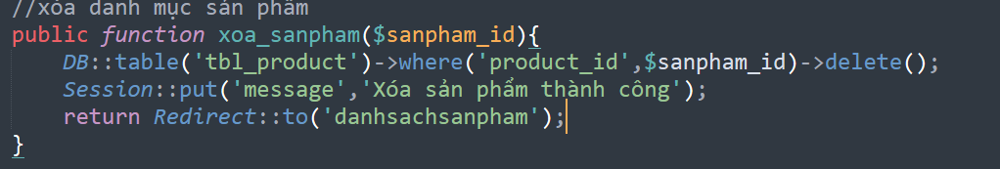 //xóa danh mục sản phẩm
public function xoa_sanpham($sanpham_id){
DB::table('tbl_product')->where('product_id',$sanpham_id)->delete();
Session::put('message','Xóa sản phẩm thành công');
return Redirect::to('danhsachsanpham');
}